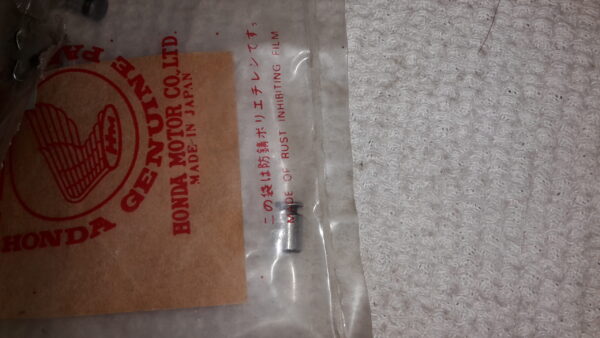 HONDA GENUINE PA
HM
HONDA MOTOR CO.,LTD.
MADE IN JAPAN
この袋は防錆ポリエチレンです。
MADE OF RUST INHIBITING FILM